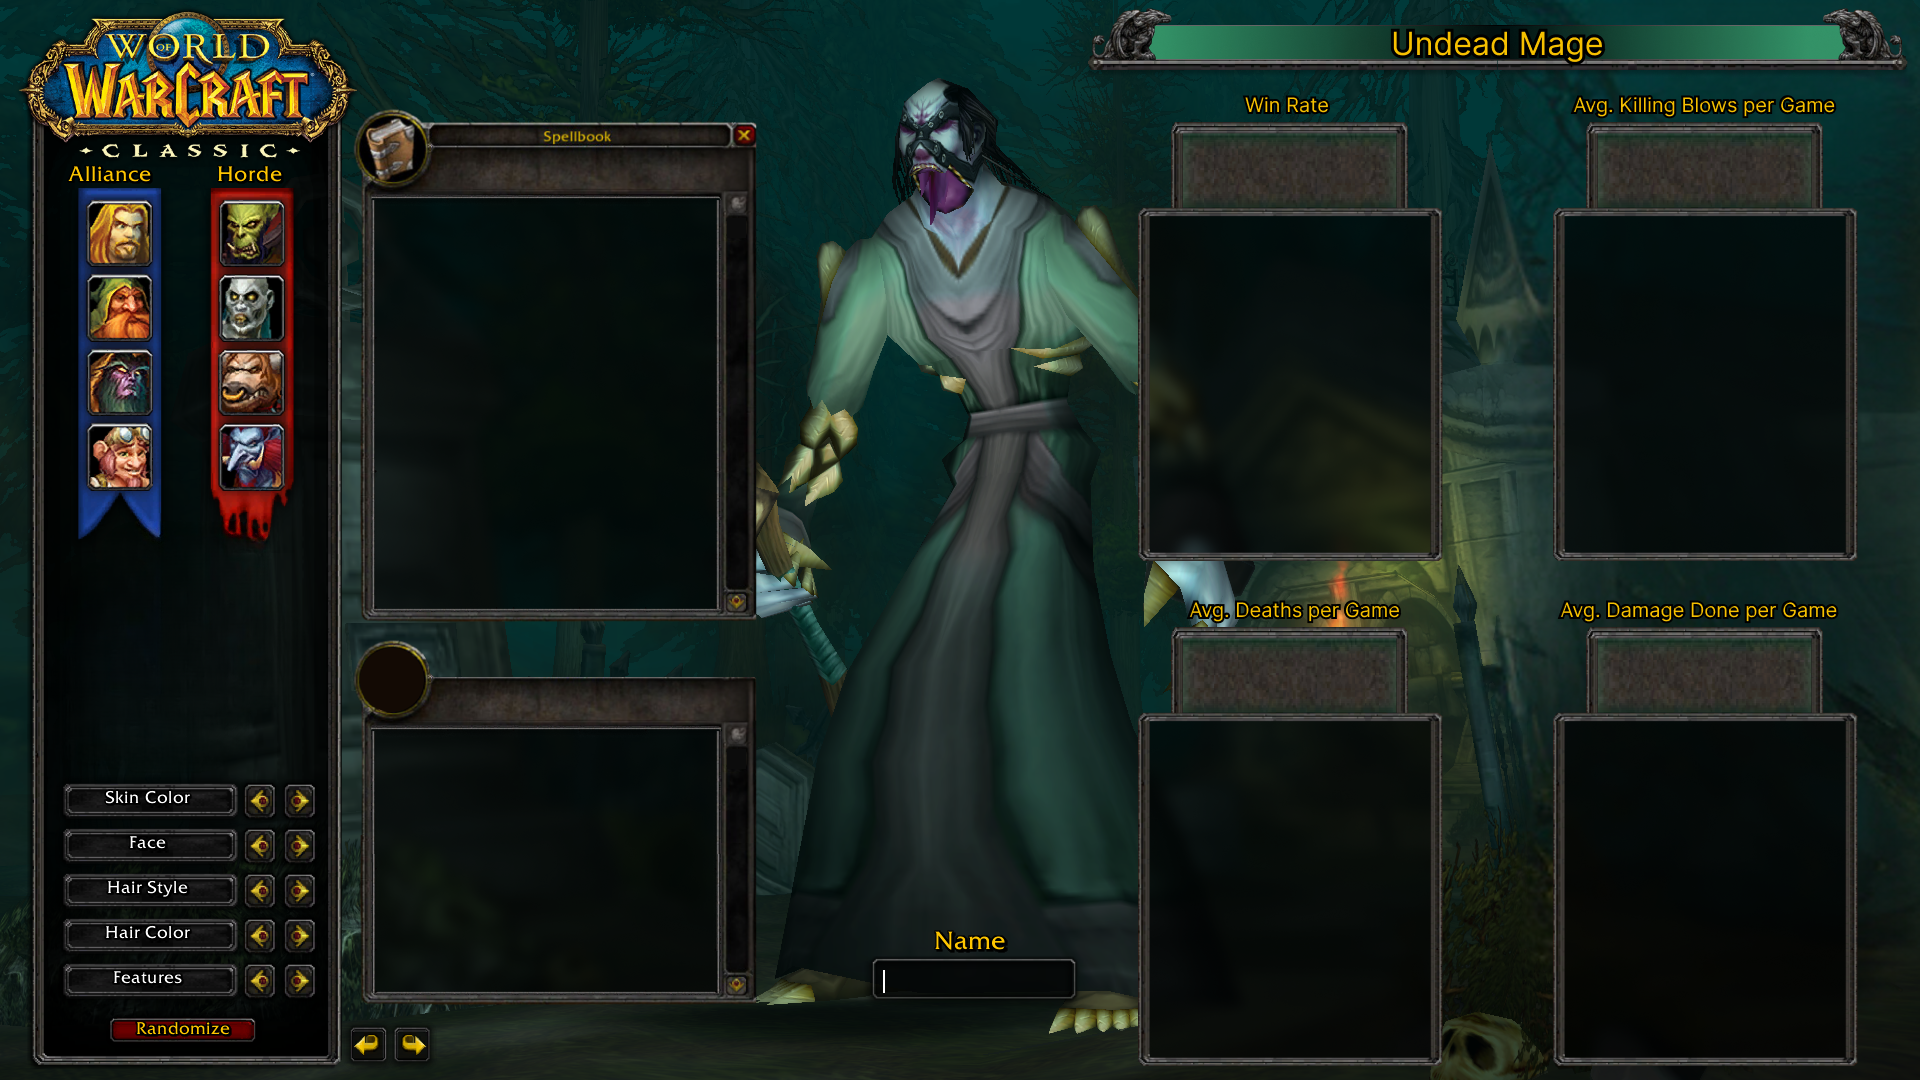 WORLD
OF
WARCRAFT
CLASSIC
Alliance
Horde
Skin Color
Face
Hair Style
Hair Color
Features
Randomize
Spellbook
Name
Undead Mage
Win Rate
Avg. Killing Blows per Game
Avg. Deaths per Game
Avg. Damage Done per Game